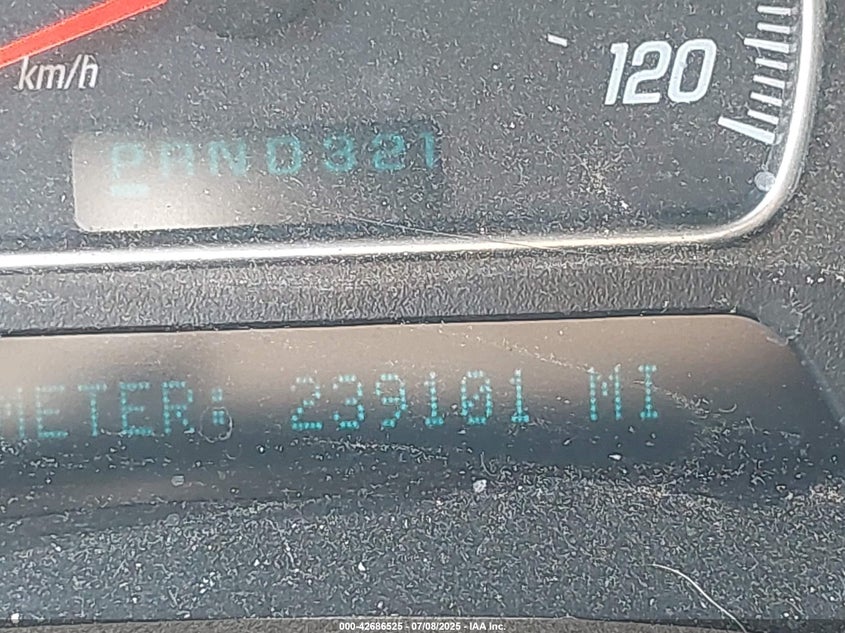 km/h
120
PRND321
METER: 239101 MI
000-42686525 - 07/08/2025 - IAA Inc.